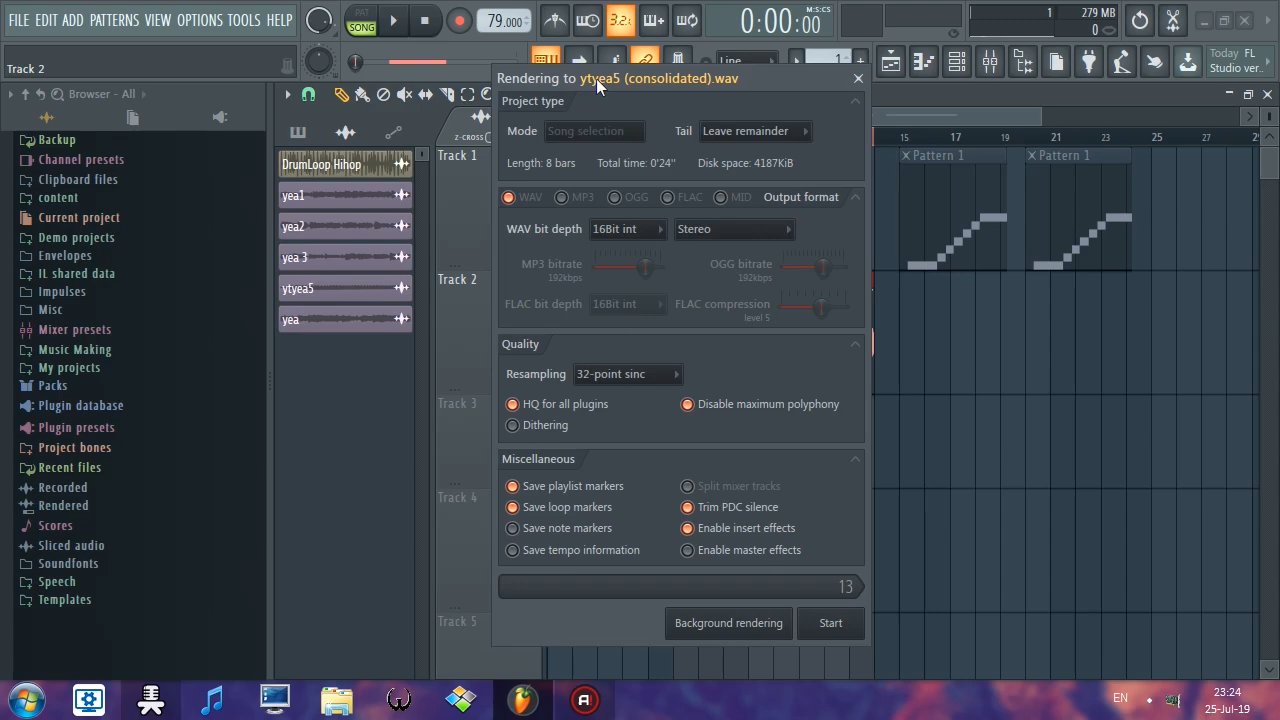 FILE EDIT ADD PATTERNS VIEW OPTIONS TOOLS HELP
PAT
SONG
79.000
3.2.
0:00:00
M:S:CS
1
279 MB
0
Track 2
Line
Today FL
Studio ver..
Browser - All
Rendering to ytyea5 (consolidated).wav
Project type
Mode
Song selection
Tail
Leave remainder
Length: 8 bars
Total time: 0'24"
Disk space: 4187KiB
WAV
MP3
OGG
FLAC
MID
Output format
WAV bit depth
16Bit int
Stereo
MP3 bitrate
192kbps
OGG bitrate
192kbps
FLAC bit depth
16Bit int
FLAC compression
level 5
Quality
Resampling
32-point sinc
HQ for all plugins
Disable maximum polyphony
Dithering
Miscellaneous
Save playlist markers
Split mixer tracks
Save loop markers
Trim PDC silence
Save note markers
Enable insert effects
Save tempo information
Enable master effects
13
Background rendering
Start
Backup
Channel presets
Clipboard files
content
Current project
Demo projects
Envelopes
IL shared data
Impulses
Misc
Mixer presets
Music Making
My projects
Packs
Plugin database
Plugin presets
Project bones
Recent files
Recorded
Rendered
Scores
Sliced audio
Soundfonts
Speech
Templates
DrumLoop Hihop
yea1
yea2
yea 3
ytyea5
yea
Z-CROSS
Track 1
Track 2
Track 3
Track 4
Track 5
15
17
19
21
23
25
27
Pattern 1
Pattern 1
EN
23:24
25-Jul-19